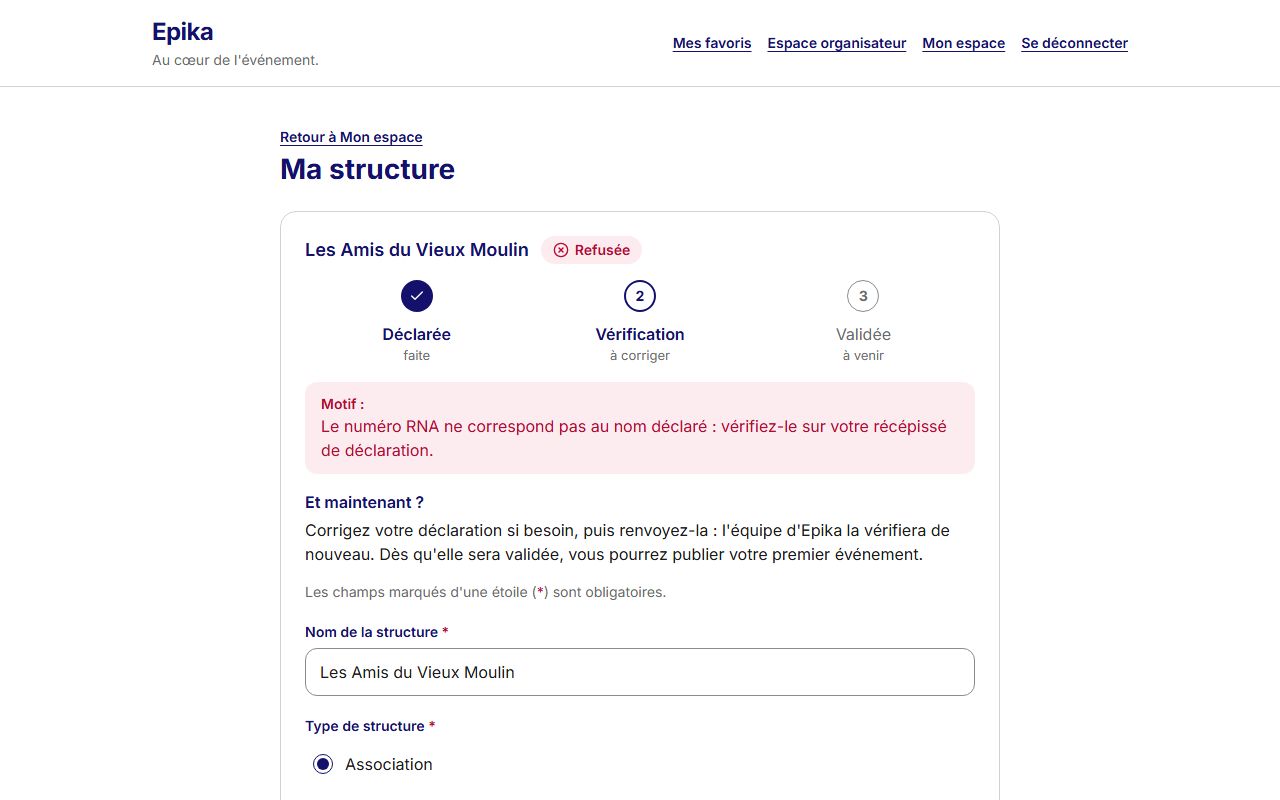 Epika
Au cœur de l'événement.
Mes favoris Espace organisateur Mon espace Se déconnecter
Retour à Mon espace
Ma structure
Les Amis du Vieux Moulin Refusée
2 3
Déclarée Vérification Validée
faite à corriger à venir
Motif :
Le numéro RNA ne correspond pas au nom déclaré : vérifiez-le sur votre récépissé
de déclaration.
Et maintenant ?
Corrigez votre déclaration si besoin, puis renvoyez-la : l'équipe d'Epika la vérifiera de
nouveau. Dès qu'elle sera validée, vous pourrez publier votre premier événement.
Les champs marqués d'une étoile (*) sont obligatoires.
Nom de la structure *
Les Amis du Vieux Moulin
Type de structure *
Association